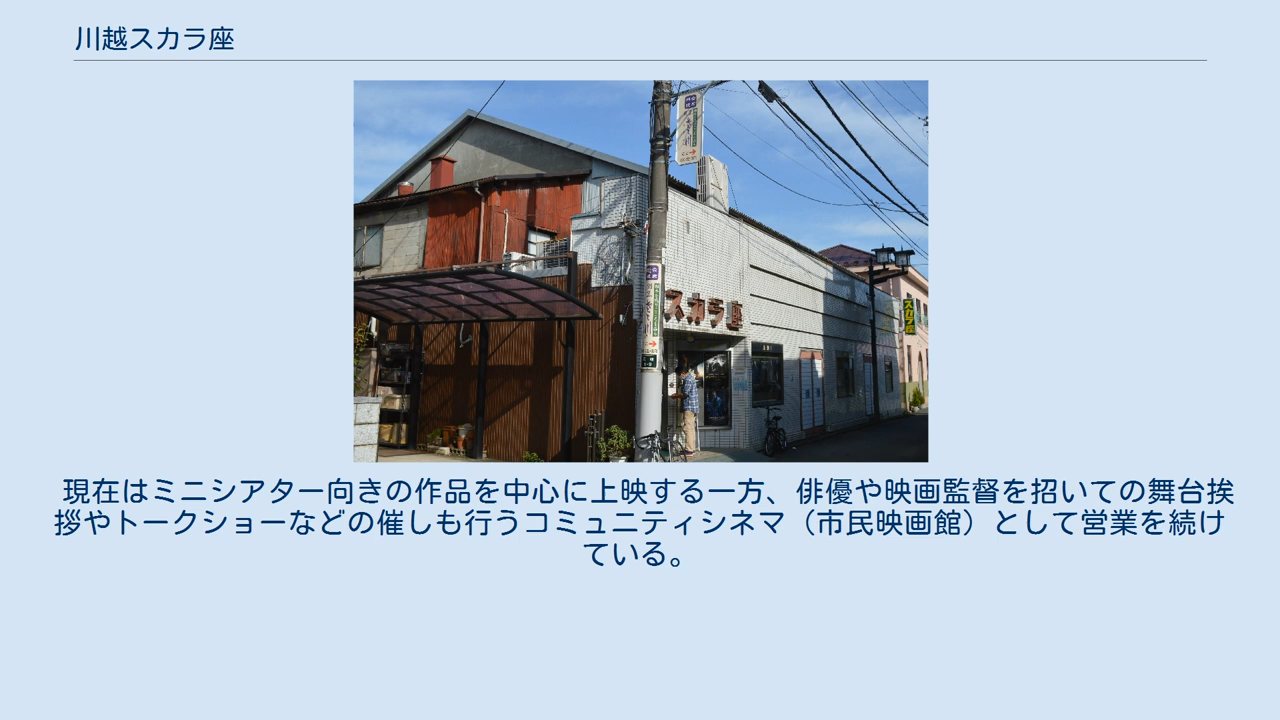 川越スカラ座
スカラ座
スカラ座
現在はミニシアター向きの作品を中心に上映する一方、俳優や映画監督を招いての舞台挨
拶やトークショーなどの催しも行うコミュニティシネマ（市民映画館）として営業を続け
ている。